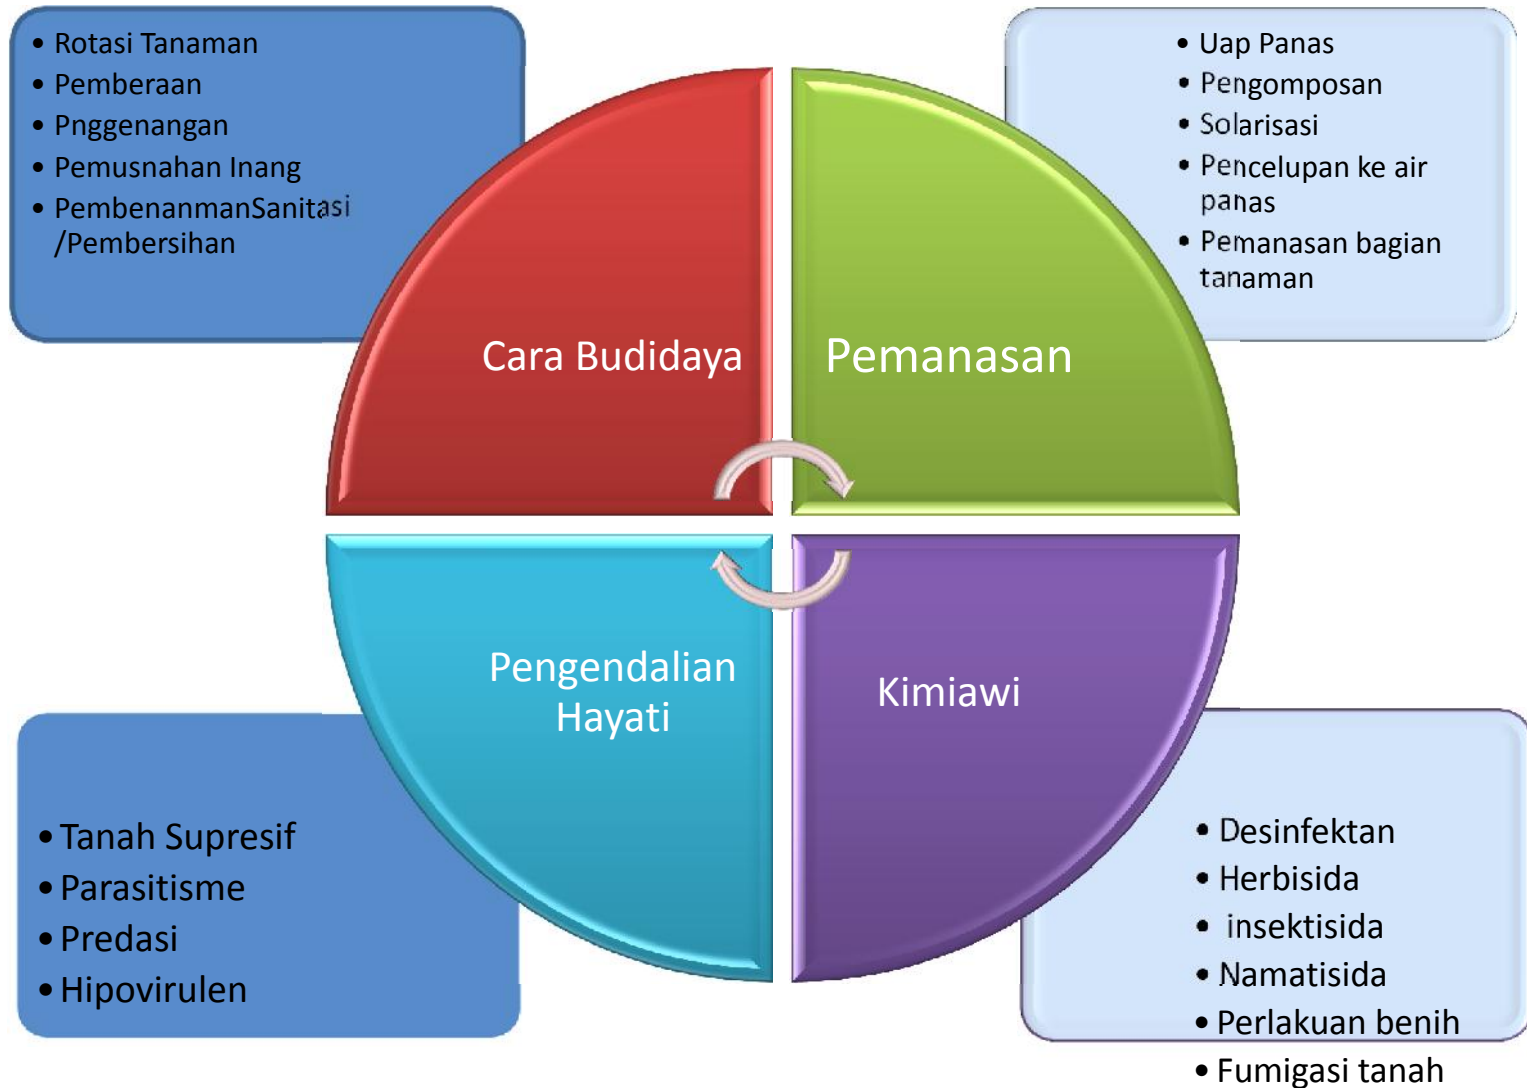 • Rotasi Tanaman
• Pemberaan
• Pnggenangan
• Pemusnahan Inang
• PembenanmanSanitasi
/Pembersihan
• Uap Panas
• Pengomposan
• Solarisasi
• Pencelupan ke air
panas
• Pemanasan bagian
tanaman
Cara Budidaya
Pemanasan
Pengendalian
Hayati
Kimiawi
• Tanah Supresif
• Parasitisme
• Predasi
• Hipovirulen
• Desinfektan
• Herbisida
• insektisida
• Namatisida
• Perlakuan benih
• Fumigasi tanah